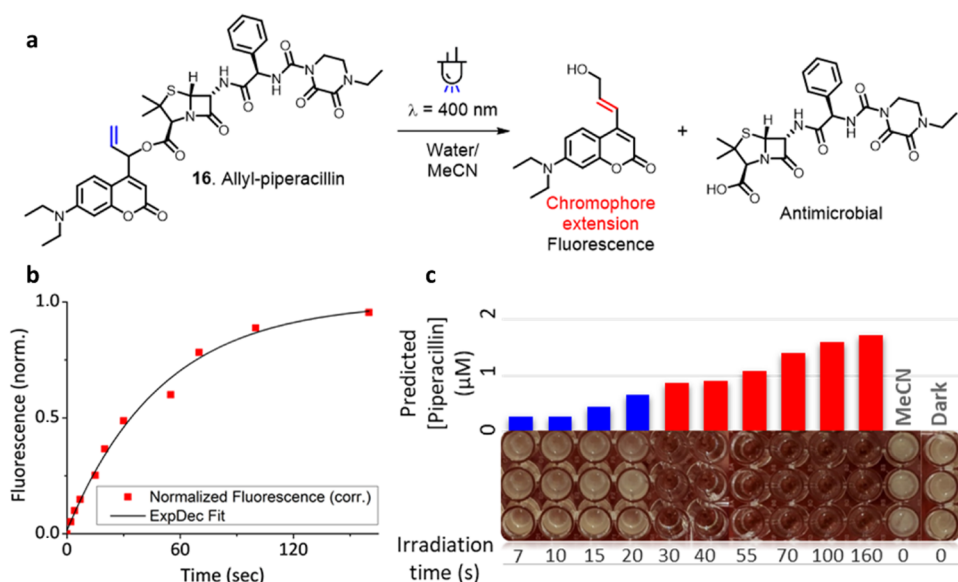 a
16. Allyl-piperacillin
λ = 400 nm
Water/
MeCN
+
Chromophore
extension
Fluorescence
Antimicrobial
S
H
H
N
O
N
H
O
N
N
O
O
O
N
O
O
O
N
O
O
HO
N
O
O
S
H
H
N
O
N
H
O
N
N
O
O
N
O
HO
O
b
Fluorescence (norm.)
1.0
0.5
0.0
Normalized Fluorescence (corr.)
ExpDec Fit
0
60
120
Time (sec)
c
Predicted
[Piperacillin]
(μM)
2
1
0
MeCN
Dark
Irradiation
time (s)
7 10 15 20 30 40 55 70 100 160 0 0